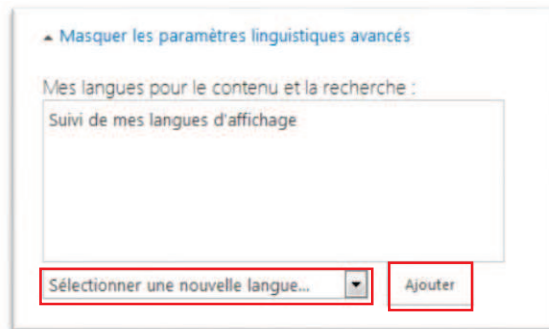 Masquer les paramètres linguistiques avancés
Mes langues pour le contenu et la recherche :
Suivi de mes langues d'affichage
Sélectionner une nouvelle langue... Ajouter